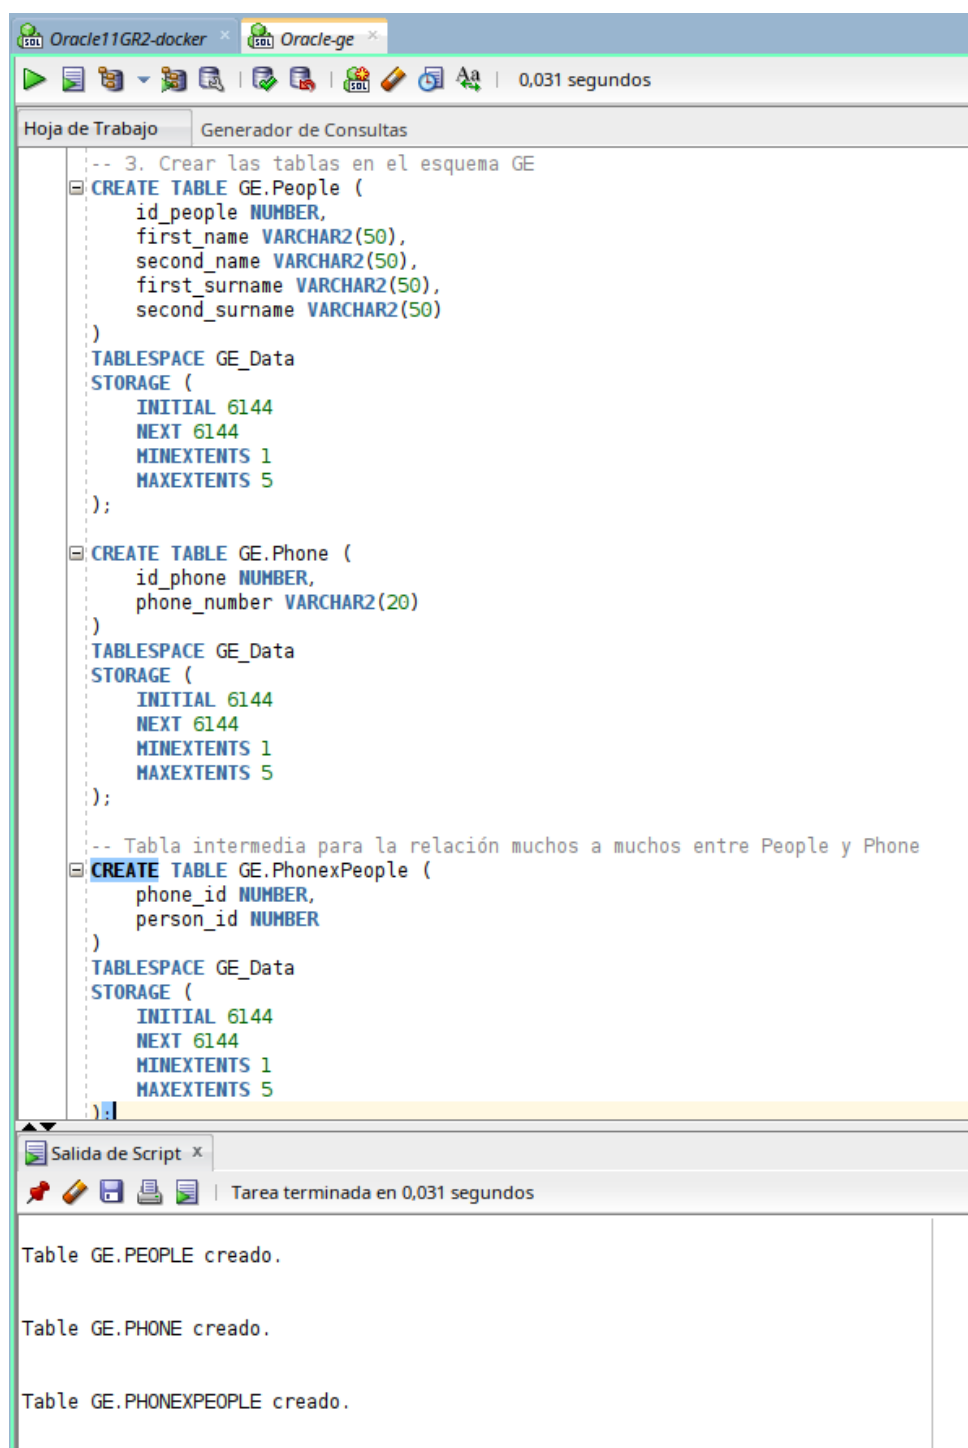 Oracle11GR2-docker
Oracle-ge
0,031 segundos
Hoja de Trabajo
Generador de Consultas
-- 3. Crear las tablas en el esquema GE
CREATE TABLE GE.People (
    id_people NUMBER,
    first_name VARCHAR2(50),
    second_name VARCHAR2(50),
    first_surname VARCHAR2(50),
    second_surname VARCHAR2(50)
)
TABLESPACE GE_Data
STORAGE (
    INITIAL 6144
    NEXT 6144
    MINEXTENTS 1
    MAXEXTENTS 5
);
CREATE TABLE GE.Phone (
    id_phone NUMBER,
    phone_number VARCHAR2(20)
)
TABLESPACE GE_Data
STORAGE (
    INITIAL 6144
    NEXT 6144
    MINEXTENTS 1
    MAXEXTENTS 5
);
-- Tabla intermedia para la relación muchos a muchos entre People y Phone
CREATE TABLE GE.PhonexPeople (
    phone_id NUMBER,
    person_id NUMBER
)
TABLESPACE GE_Data
STORAGE (
    INITIAL 6144
    NEXT 6144
    MINEXTENTS 1
    MAXEXTENTS 5
);
Salida de Script
Tarea terminada en 0,031 segundos
Table GE.PEOPLE creado.
Table GE.PHONE creado.
Table GE.PHONEXPEOPLE creado.